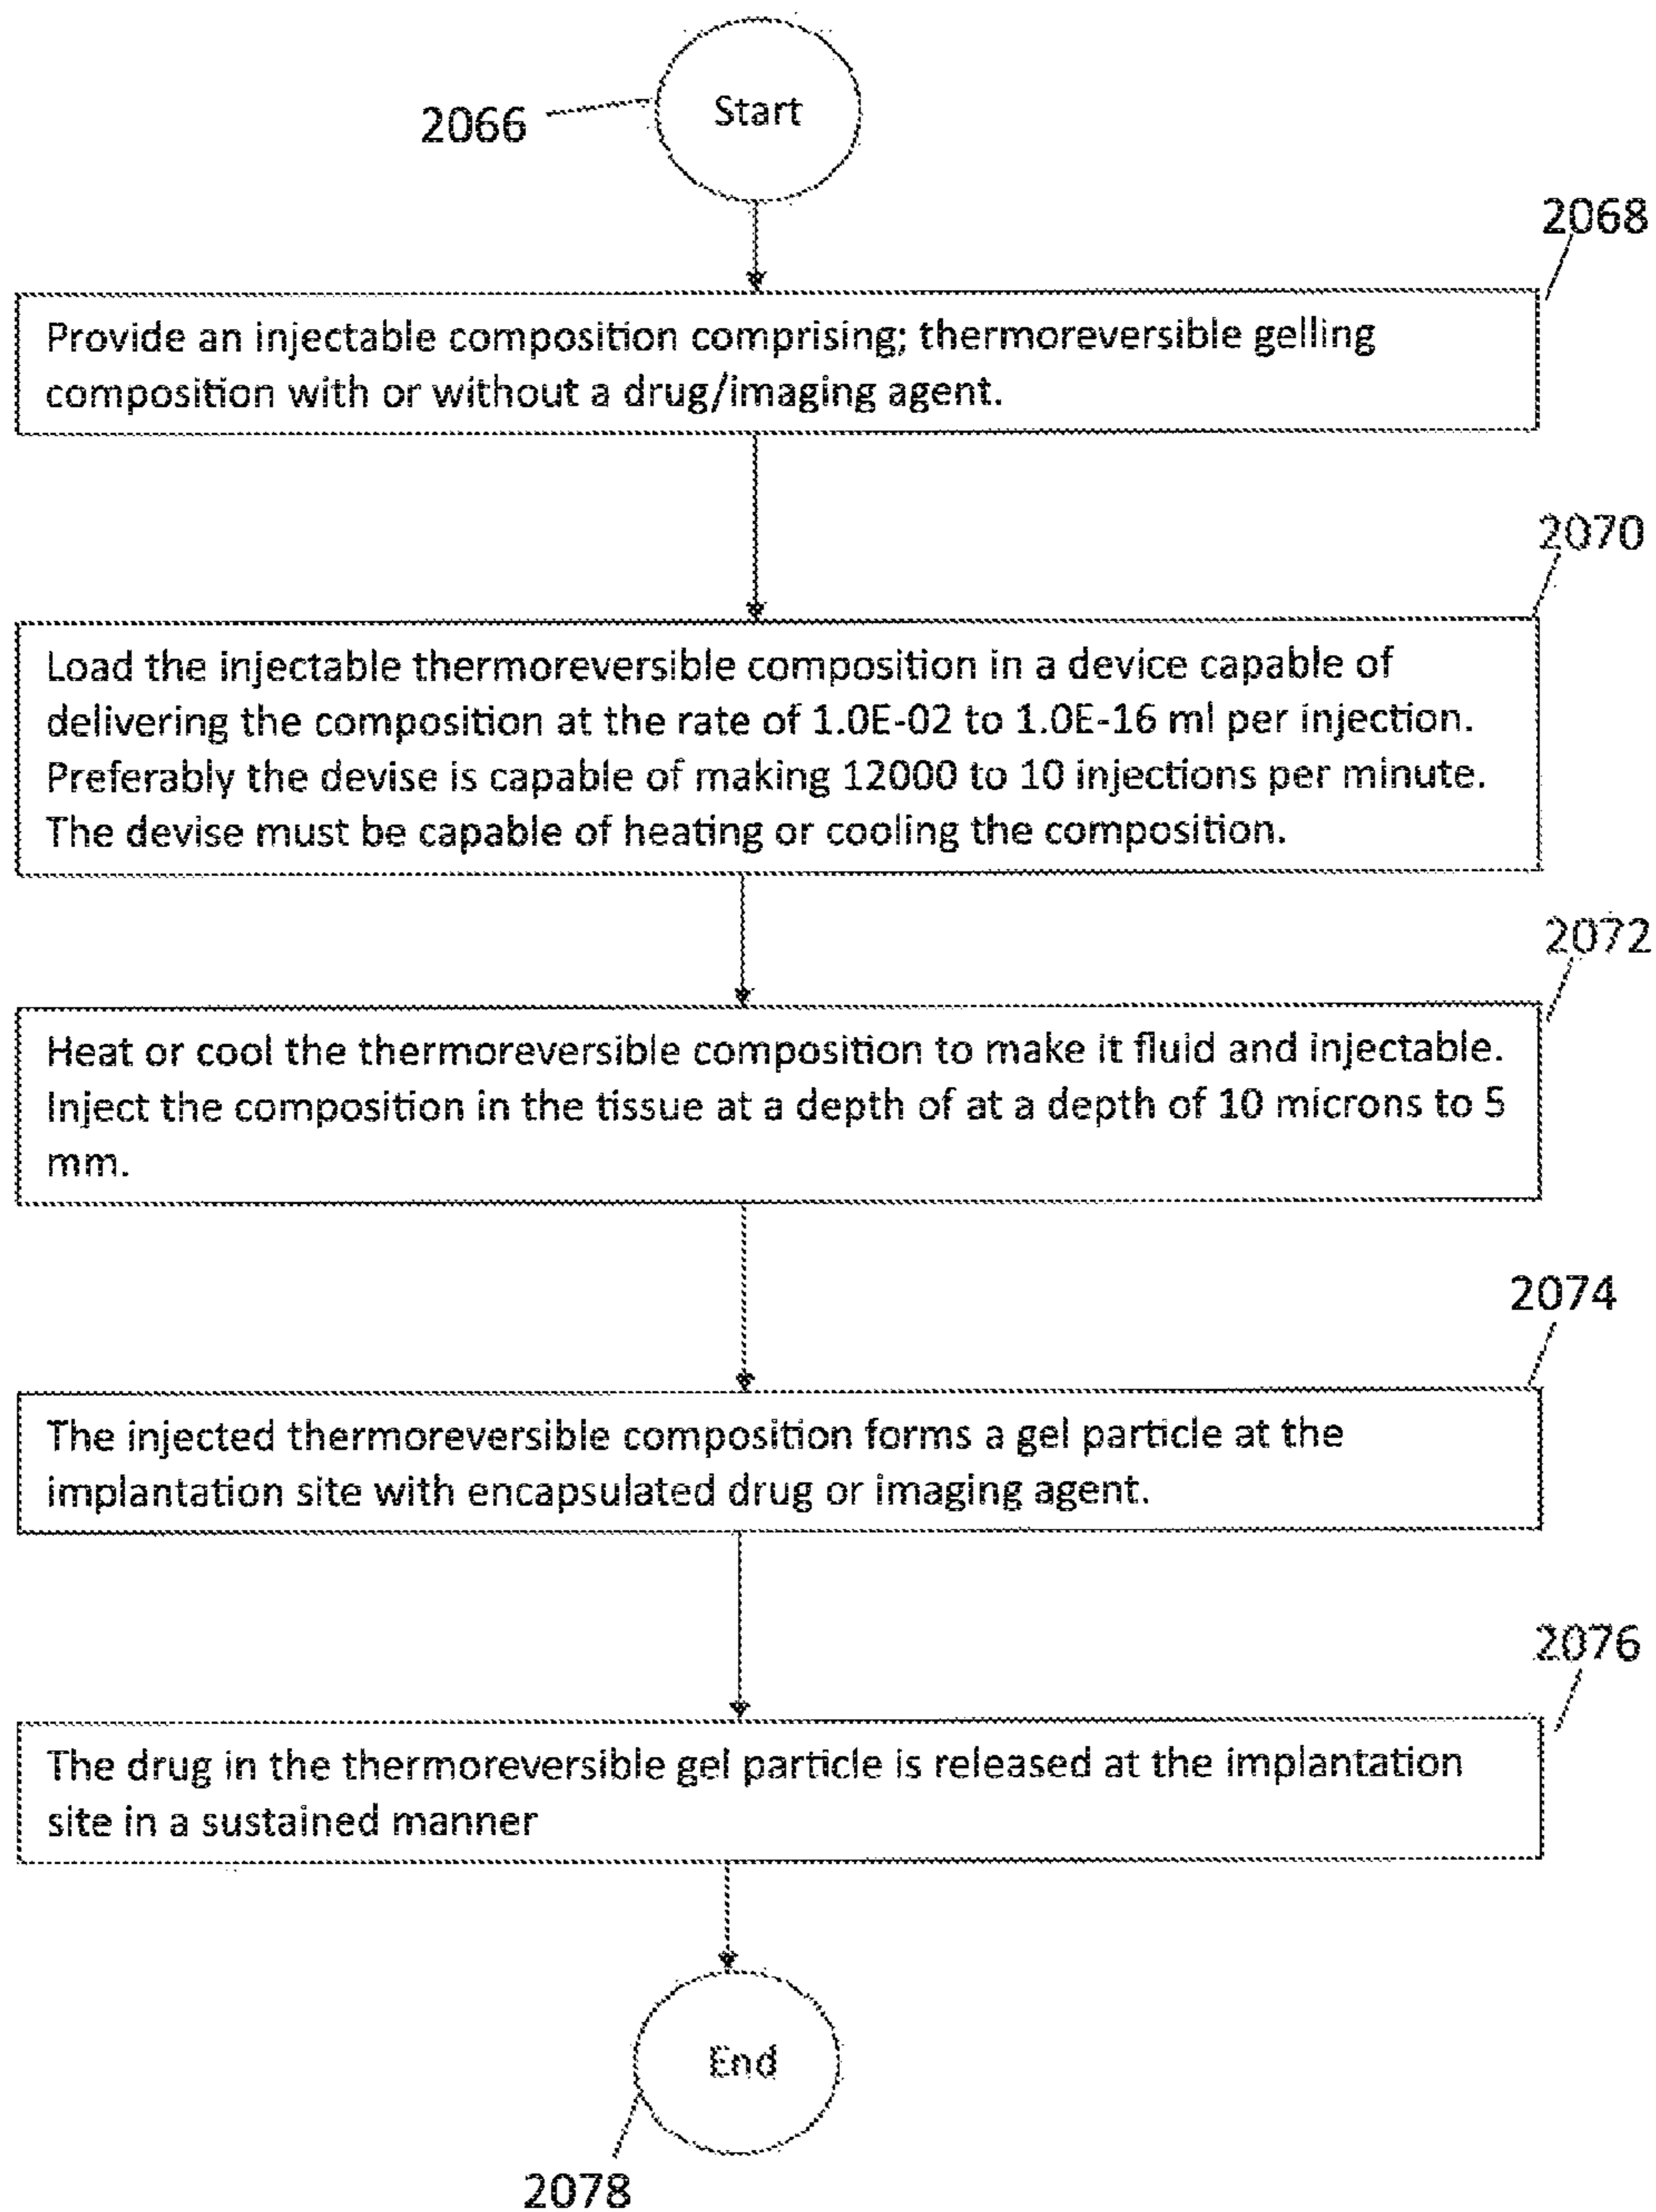 Start
2066
2068
Provide an injectable composition comprising; thermoreversible gelling
composition with or without a drug/imaging agent.
2070
Load the injectable thermoreversible composition in a device capable of
delivering the composition at the rate of 1.0E-02 to 1.0E-16 ml per injection.
Preferably the devise is capable of making 12000 to 10 injections per minute.
The devise must be capable of heating or cooling the composition.
2072
Heat or cool the thermoreversible composition to make it fluid and injectable.
Inject the composition in the tissue at a depth of at a depth of 10 microns to 5
mm.
2074
The injected thermoreversible composition forms a gel particle at the
implantation site with encapsulated drug or imaging agent.
2076
The drug in the thermoreversible gel particle is released at the implantation
site in a sustained manner
End
2078